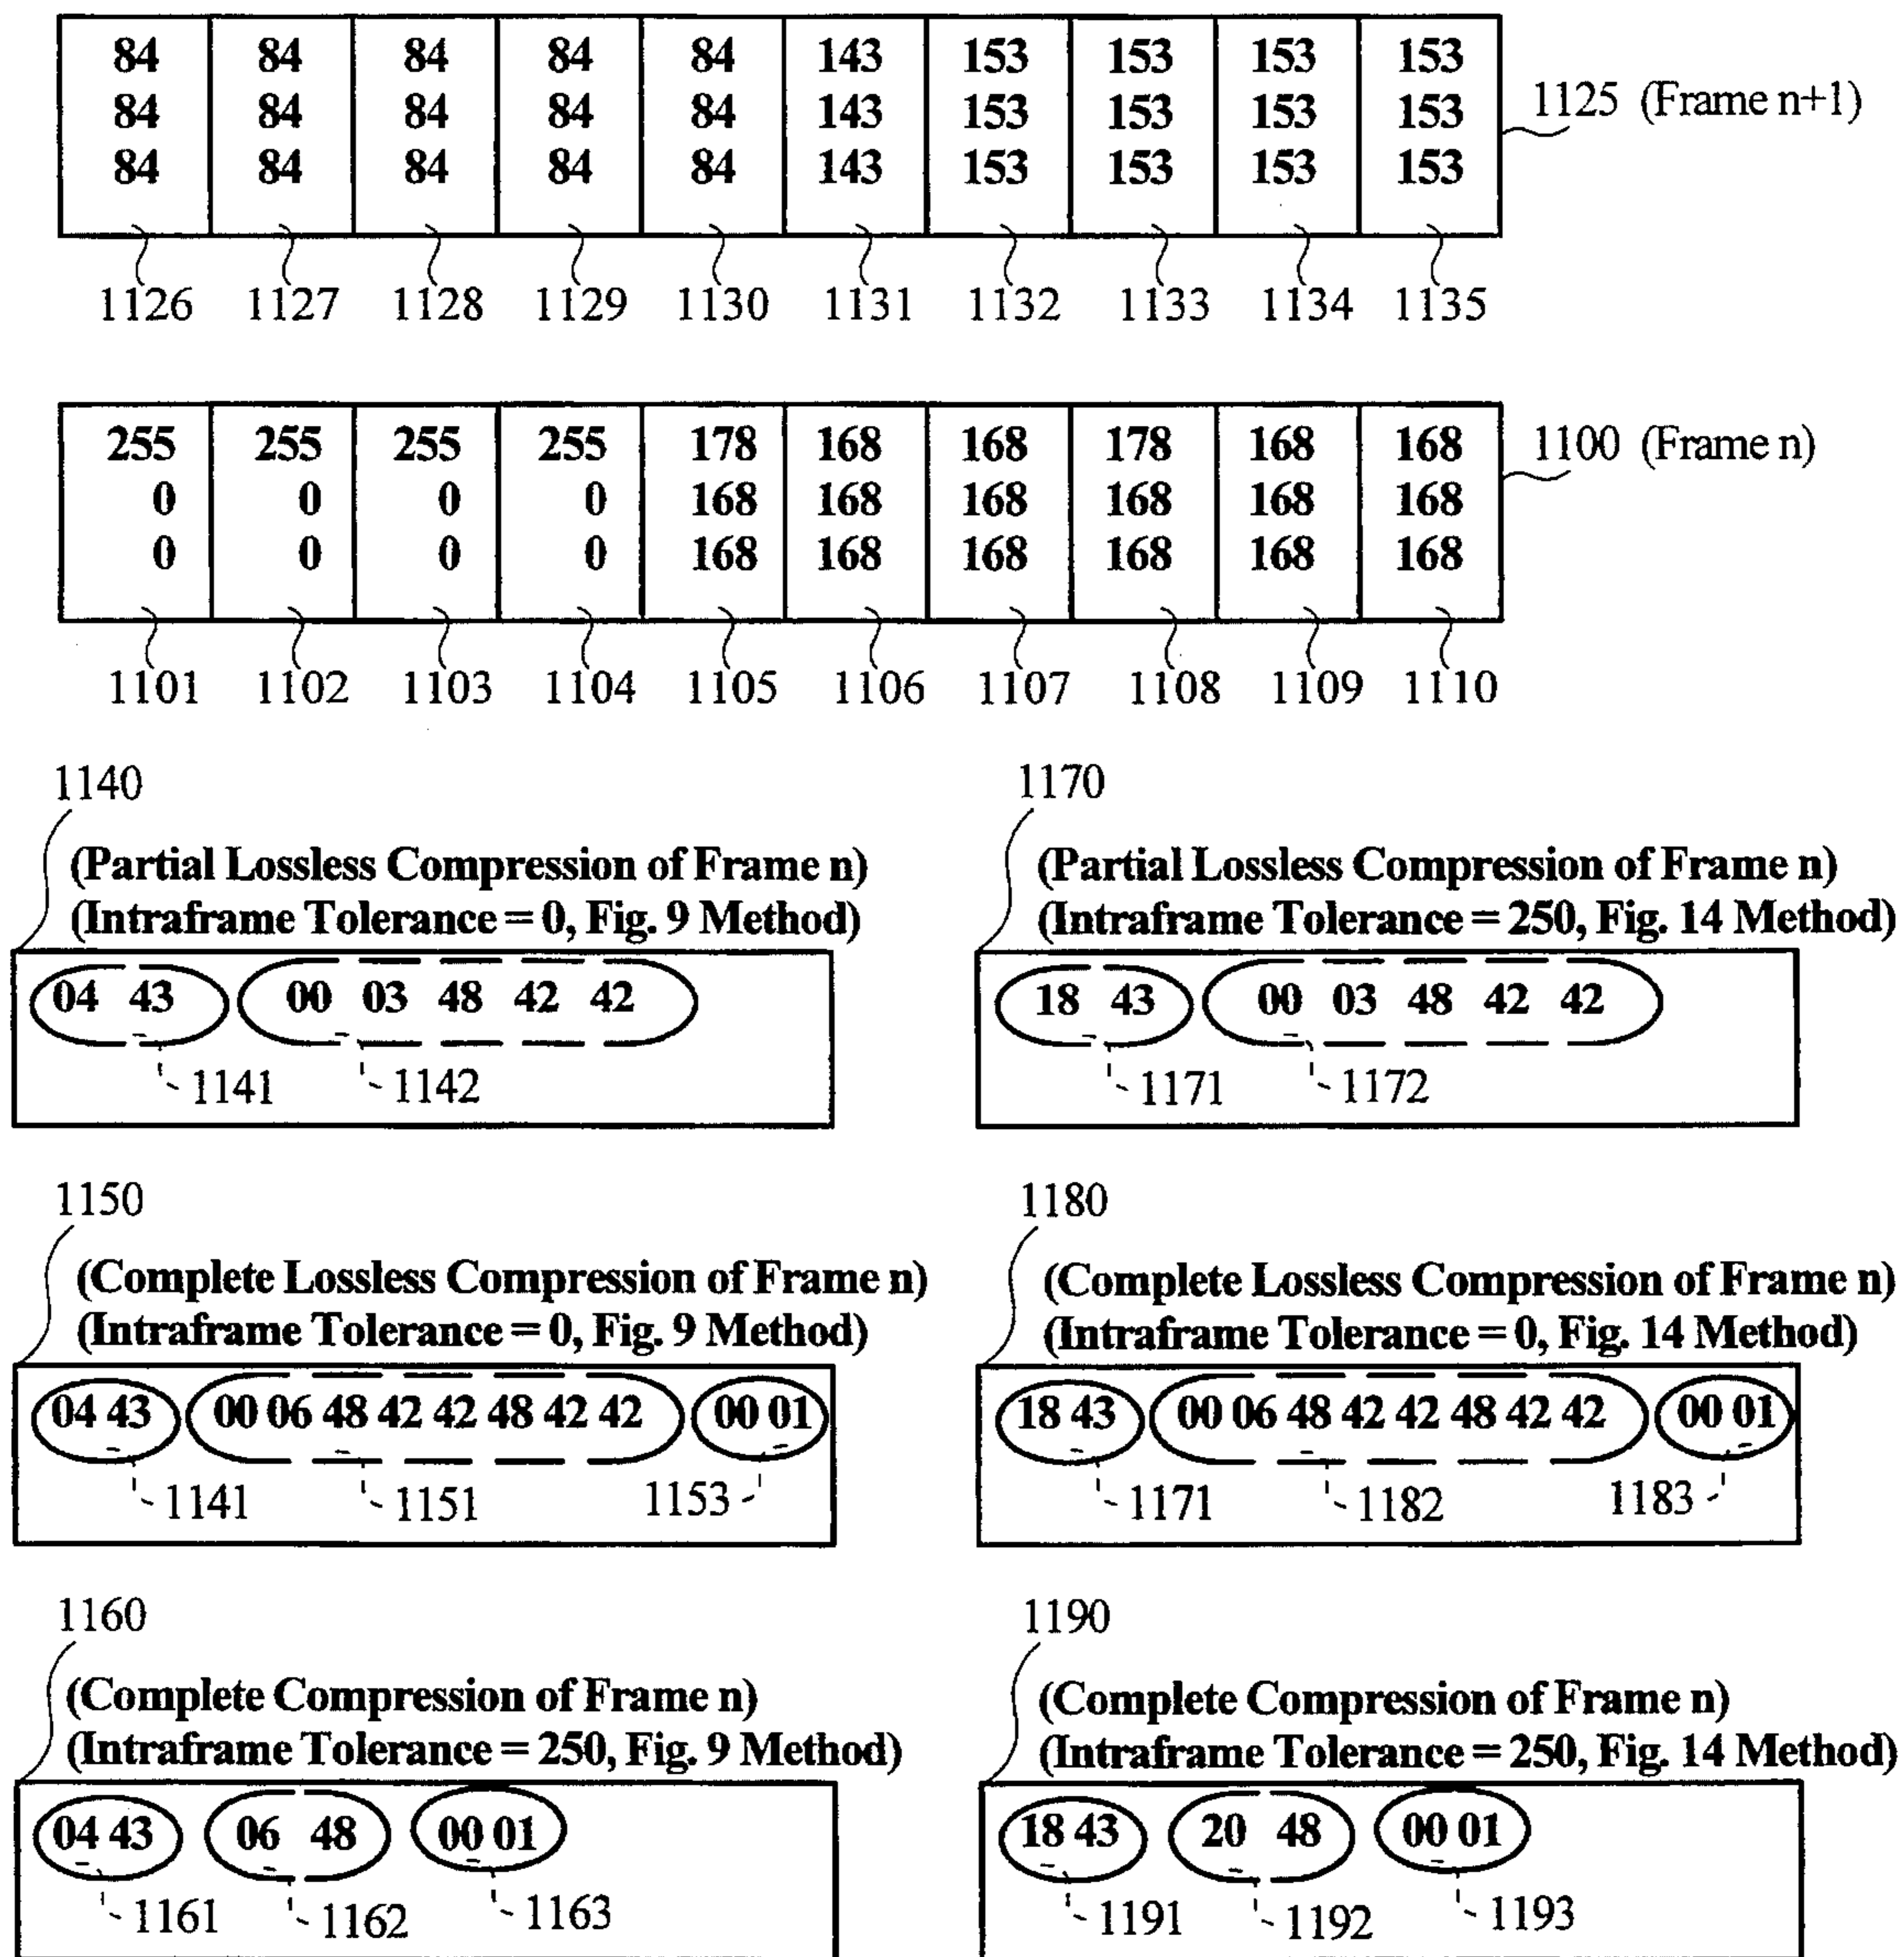 84 84 84 84 84 143 153 153 153 153
84 84 84 84 84 143 153 153 153 153
84 84 84 84 84 143 153 153 153 153
1125 (Frame n+1)
1126 1127 1128 1129 1130 1131 1132 1133 1134 1135
255 255 255 255 178 168 168 178 168 168
0 0 0 0 168 168 168 168 168 168
0 0 0 0 168 168 168 168 168 168
1100 (Frame n)
1101 1102 1103 1104 1105 1106 1107 1108 1109 1110
1140
(Partial Lossless Compression of Frame n)
(Intraframe Tolerance = 0, Fig. 9 Method)
04 43 00 03 48 42 42
1141 1142
1170
(Partial Lossless Compression of Frame n)
(Intraframe Tolerance = 250, Fig. 14 Method)
18 43 00 03 48 42 42
1171 1172
1150
(Complete Lossless Compression of Frame n)
(Intraframe Tolerance = 0, Fig. 9 Method)
04 43 00 06 48 42 42 48 42 42 00 01
1141 1151 1153
1180
(Complete Lossless Compression of Frame n)
(Intraframe Tolerance = 0, Fig. 14 Method)
18 43 00 06 48 42 42 48 42 42 00 01
1171 1182 1183
1160
(Complete Compression of Frame n)
(Intraframe Tolerance = 250, Fig. 9 Method)
04 43 06 48 00 01
1161 1162 1163
1190
(Complete Compression of Frame n)
(Intraframe Tolerance = 250, Fig. 14 Method)
18 43 20 48 00 01
1191 1192 1193